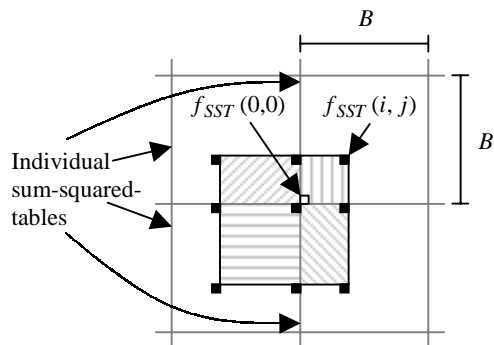 B
f_SST (0,0)
f_SST (i, j)
B
Individual
sum-squared-
tables